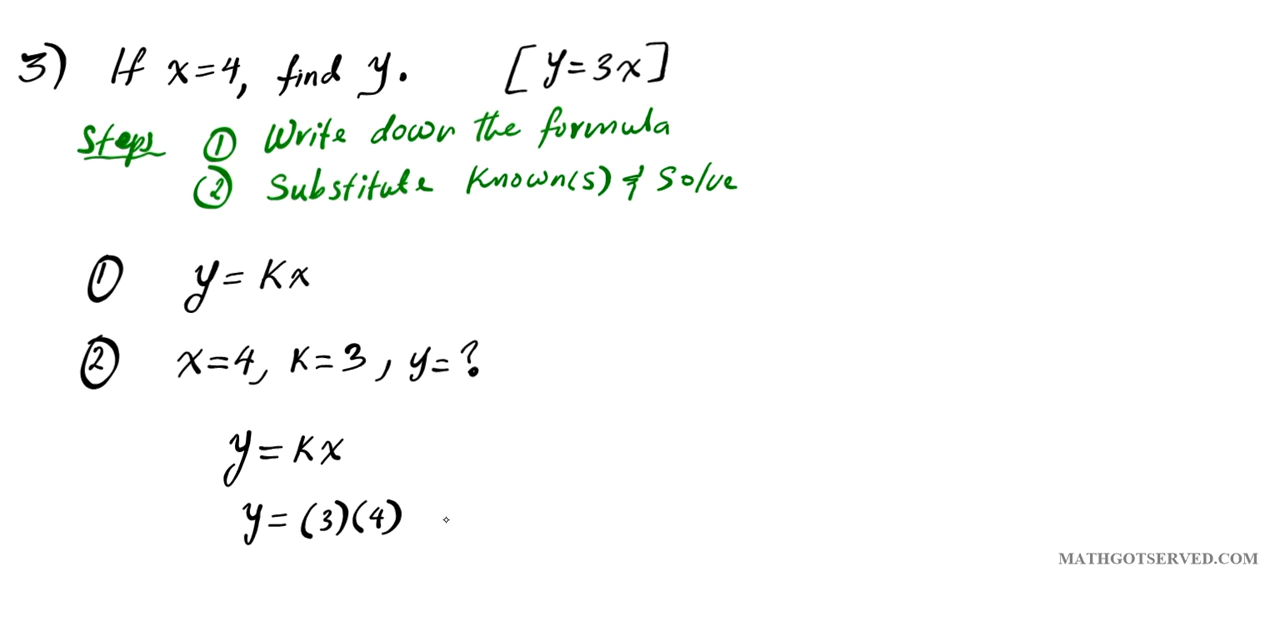 3) If x=4, find y. [y=3x]
Steps ① Write down the formula
② Substitute Known(s) & Solve
① y=Kx
② x=4, K=3, y=?
y=Kx
y=(3)(4)
MATHGOTSERVED.COM